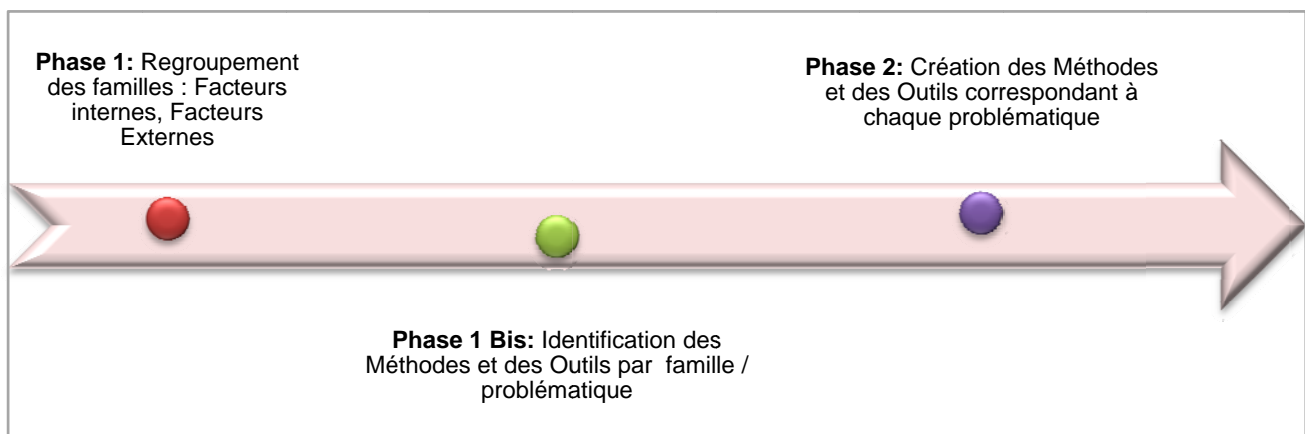 Phase 1: Regroupement
des familles : Facteurs
internes, Facteurs
Externes
Phase 1 Bis: Identification des
Méthodes et des Outils par famille /
problématique
Phase 2: Création des Méthodes
et des Outils correspondant à
chaque problématique